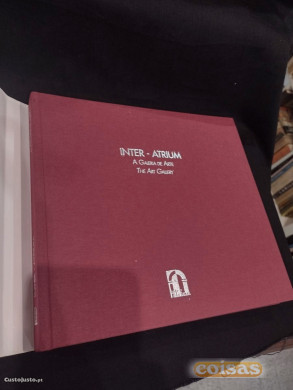 INTER - ATRIUM
A GALERIA DE ARTE
THE ART GALLERY
CustoJusto.pt
coisas